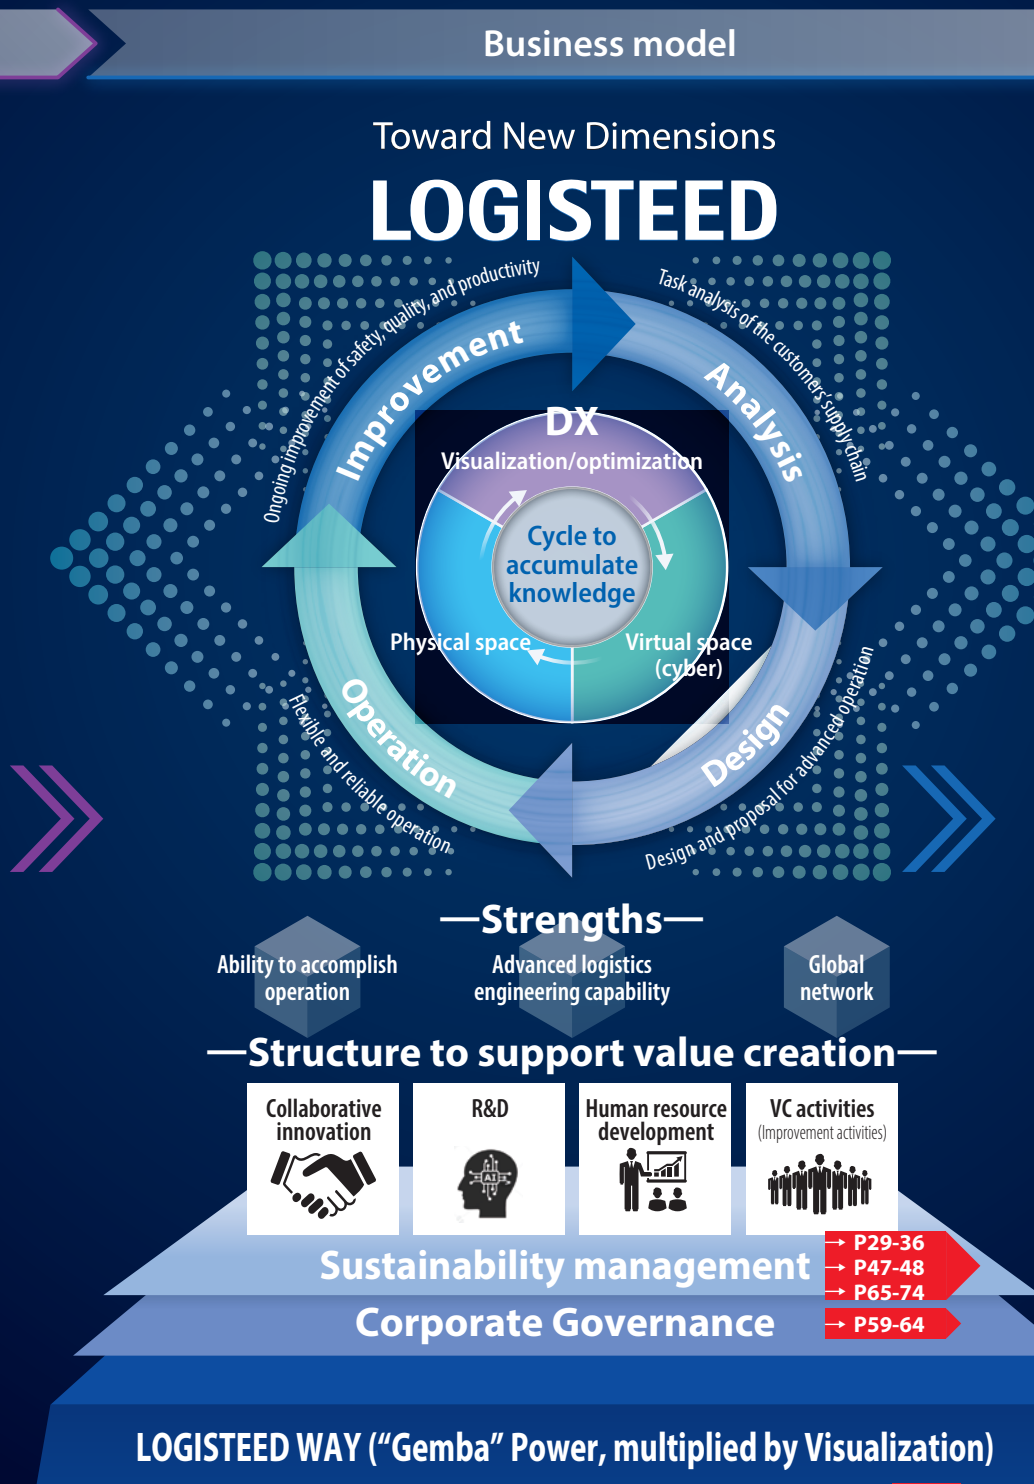 Business model
Toward New Dimensions
LOGISTEED
Ongoing improvement of safety, quality, and productivity
Task analysis of the customers' supply chain
Improvement
Analysis
DX
Visualization/optimization
Cycle to
accumulate
knowledge
Physical space
Virtual space
(cyber)
Operation
Design
Flexible and reliable operation
Design and proposal for advanced operation
—Strengths—
Ability to accomplish
operation
Advanced logistics
engineering capability
Global
network
—Structure to support value creation—
Collaborative
innovation
R&D
AI
Human resource
development
VC activities
(Improvement activities)
Sustainability management
→ P29-36
→ P47-48
→ P65-74
Corporate Governance
→ P59-64
LOGISTEED WAY (“Gemba” Power, multiplied by Visualization)